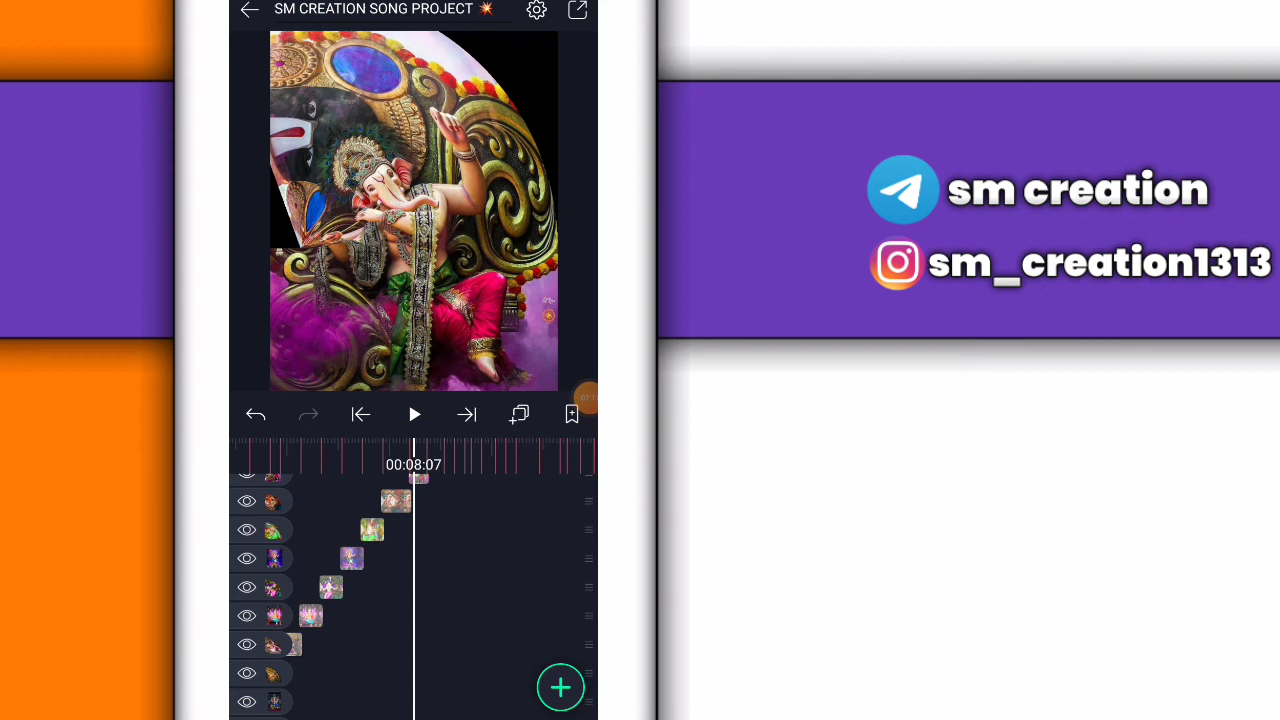 SM CREATION SONG PROJECT 💥
sm creation
sm_creation1313
00:08:07